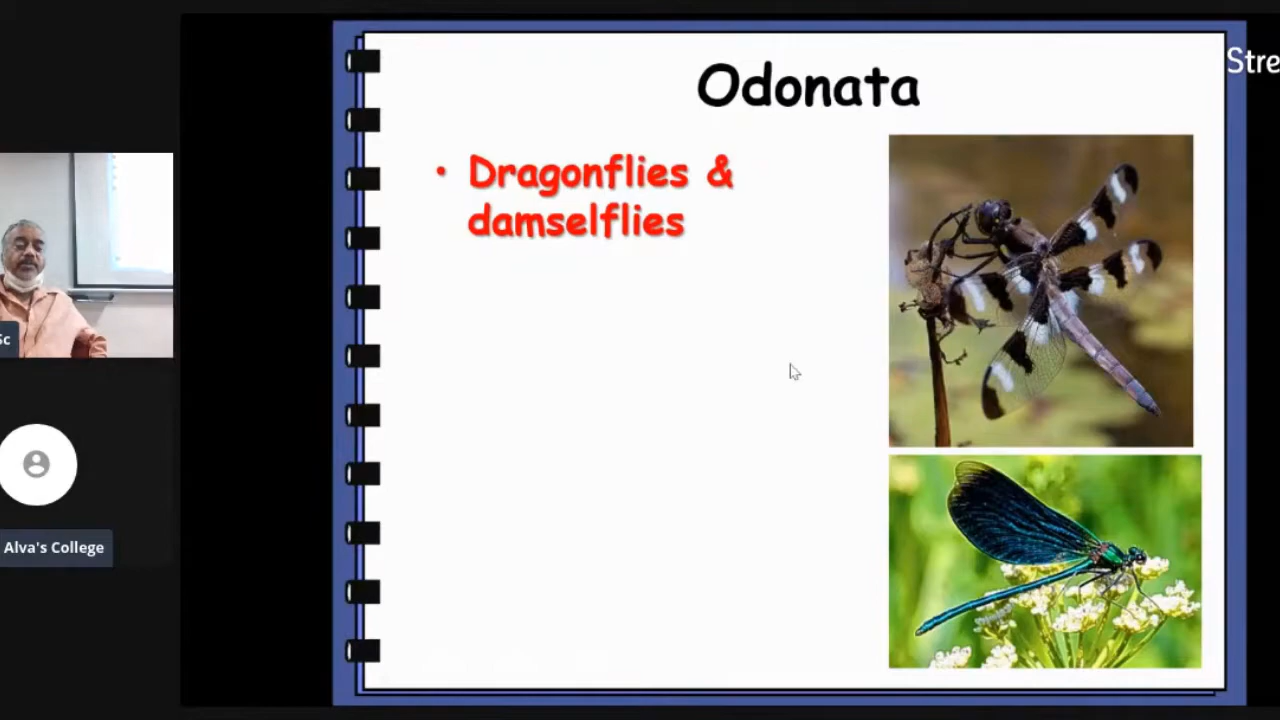 Odonata
Stre
• Dragonflies &
damselflies
Sc
Alva's College